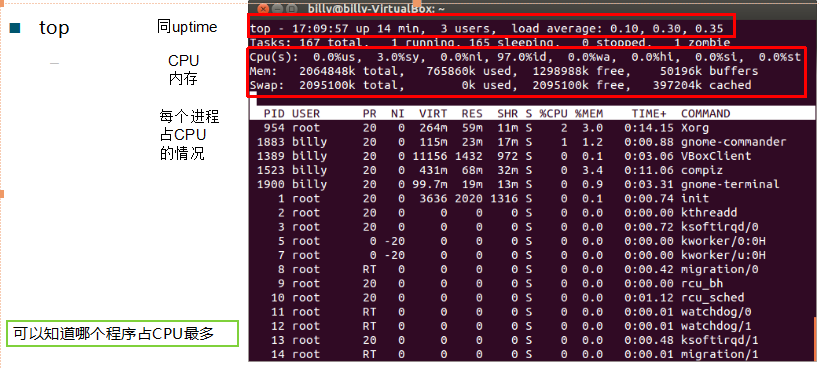 top
同uptime
CPU
内存
每个进程
占CPU
的情况
可以知道哪个程序占CPU最多
billy@billy-VirtualBox: ~
top - 17:09:57 up 14 min,  3 users,  load average: 0.10, 0.30, 0.35
Tasks: 167 total,   1 running, 165 sleeping,   0 stopped,   1 zombie
Cpu(s):  0.0%us,  3.0%sy,  0.0%ni, 97.0%id,  0.0%wa,  0.0%hi,  0.0%si,  0.0%st
Mem:   2064848k total,   765860k used,  1298988k free,    50196k buffers
Swap:  2095100k total,        0k used,  2095100k free,   397204k cached
PID USER      PR  NI  VIRT  RES  SHR S %CPU %MEM    TIME+  COMMAND
954 root      20   0  264m  59m  11m S    2  3.0   0:14.15 Xorg
1883 billy     20   0  115m  23m  17m S    1  1.2   0:00.88 gnome-commander
1389 billy     20   0 11156 1432  972 S    0  0.1   0:03.06 VBoxClient
1523 billy     20   0  431m  68m  32m S    0  3.4   0:11.06 compiz
1900 billy     20   0 99.7m  19m  13m S    0  0.9   0:03.31 gnome-terminal
1 root      20   0  3636 2020 1316 S    0  0.1   0:00.74 init
2 root      20   0     0    0    0 S    0  0.0   0:00.00 kthreadd
3 root      20   0     0    0    0 S    0  0.0   0:00.72 ksoftirqd/0
5 root       0 -20     0    0    0 S    0  0.0   0:00.00 kworker/0:0H
7 root       0 -20     0    0    0 S    0  0.0   0:00.00 kworker/u:0H
8 root      RT   0     0    0    0 S    0  0.0   0:00.42 migration/0
9 root      20   0     0    0    0 S    0  0.0   0:00.00 rcu_bh
10 root      20   0     0    0    0 S    0  0.0   0:01.12 rcu_sched
11 root      RT   0     0    0    0 S    0  0.0   0:00.01 watchdog/0
12 root      RT   0     0    0    0 S    0  0.0   0:00.01 watchdog/1
13 root      20   0     0    0    0 S    0  0.0   0:00.48 ksoftirqd/1
14 root      RT   0     0    0    0 S    0  0.0   0:00.01 migration/1